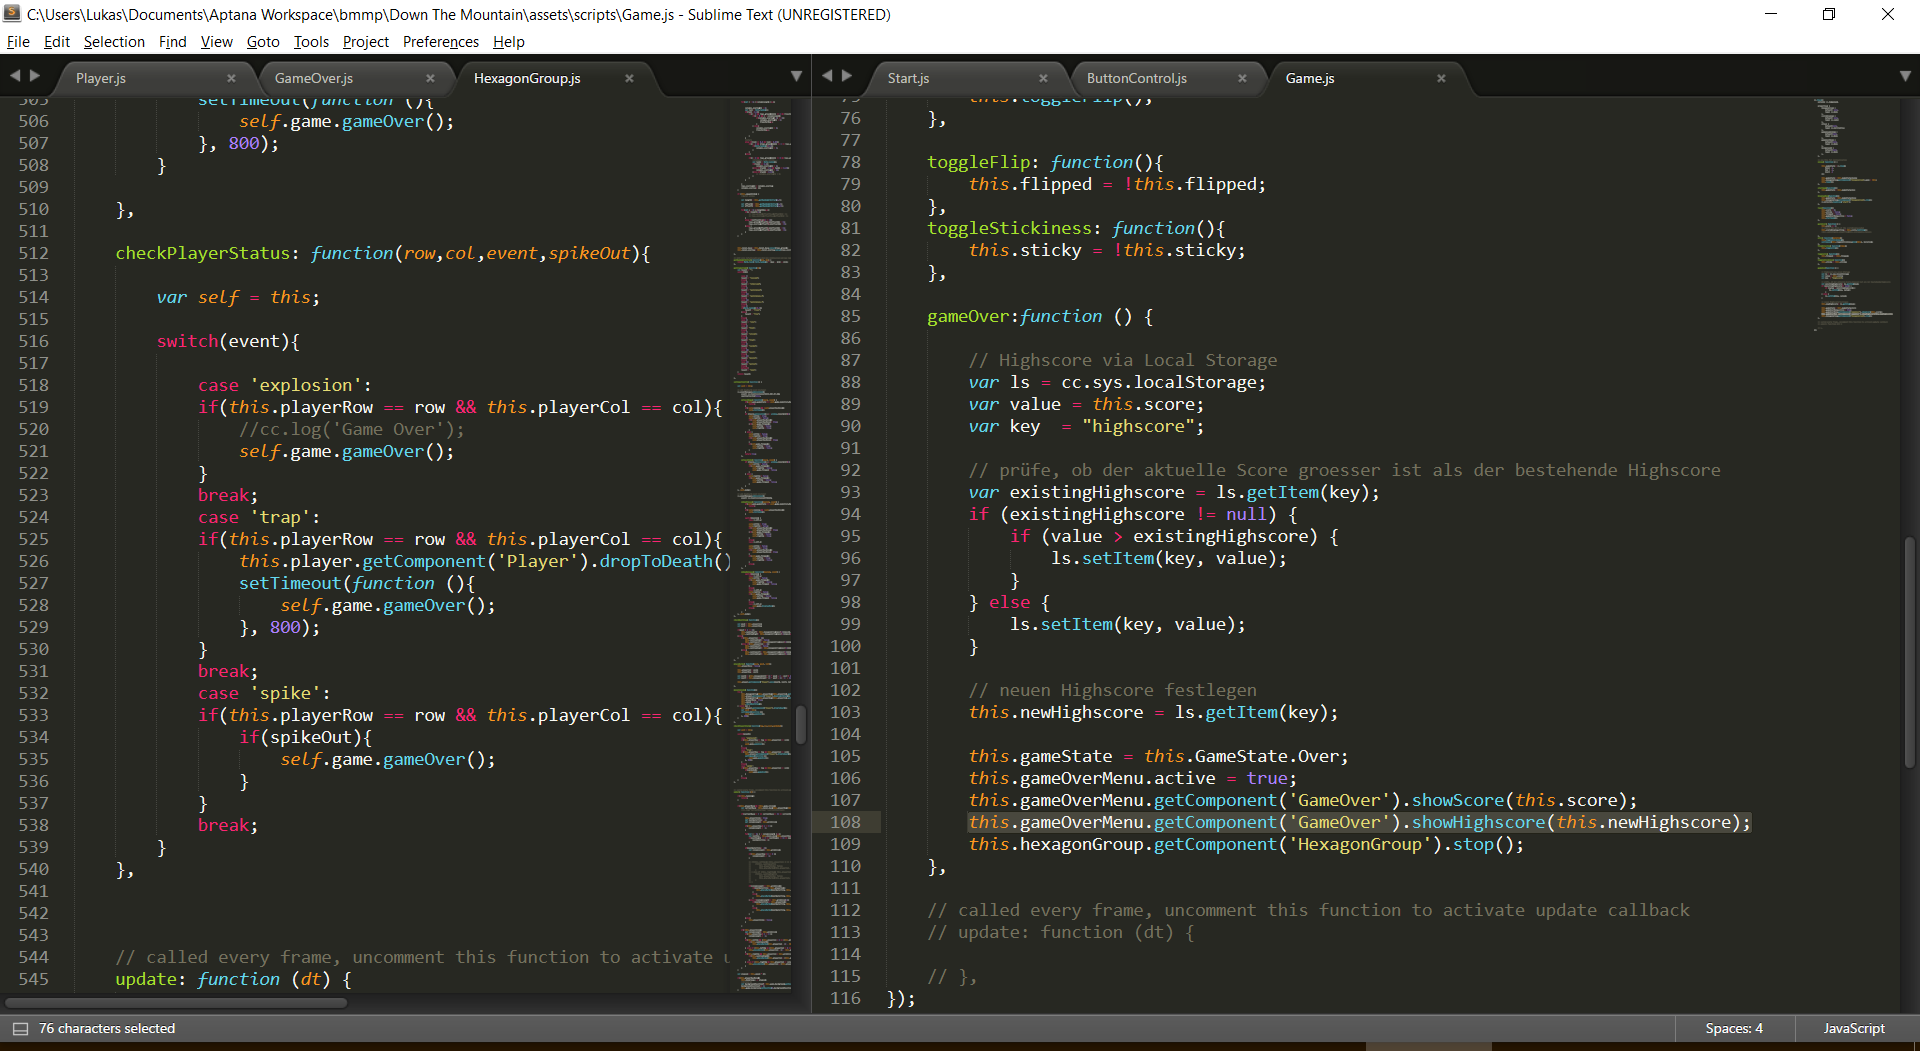 C:\Users\Lukas\Documents\Aptana Workspace\bmmp\Down The Mountain\assets\scripts\Game.js - Sublime Text (UNREGISTERED)
File Edit Selection Find View Goto Tools Project Preferences Help
Player.js × GameOver.js × HexagonGroup.js ×
505 setTimeout(function (){
506 self.game.gameOver();
507 }, 800);
508 }
509
510 },
511
512 checkPlayerStatus: function(row,col,event,spikeOut){
513
514 var self = this;
515
516 switch(event){
517
518 case 'explosion':
519 if(this.playerRow == row && this.playerCol == col){
520 //cc.log('Game Over');
521 self.game.gameOver();
522 }
523 break;
524 case 'trap':
525 if(this.playerRow == row && this.playerCol == col){
526 this.player.getComponent('Player').dropToDeath()
527 setTimeout(function (){
528 self.game.gameOver();
529 }, 800);
530 }
531 break;
532 case 'spike':
533 if(this.playerRow == row && this.playerCol == col){
534 if(spikeOut){
535 self.game.gameOver();
536 }
537 }
538 break;
539 }
540 },
541
542
543
544 // called every frame, uncomment this function to activate u
545 update: function (dt) {
Start.js × ButtonControl.js × Game.js ×
75 this.toggleFlip();
76 },
77
78 toggleFlip: function(){
79 this.flipped = !this.flipped;
80 },
81 toggleStickiness: function(){
82 this.sticky = !this.sticky;
83 },
84
85 gameOver:function () {
86
87 // Highscore via Local Storage
88 var ls = cc.sys.localStorage;
89 var value = this.score;
90 var key  = "highscore";
91
92 // prüfe, ob der aktuelle Score groesser ist als der bestehende Highscore
93 var existingHighscore = ls.getItem(key);
94 if (existingHighscore != null) {
95 if (value > existingHighscore) {
96 ls.setItem(key, value);
97 }
98 } else {
99 ls.setItem(key, value);
100 }
101
102 // neuen Highscore festlegen
103 this.newHighscore = ls.getItem(key);
104
105 this.gameState = this.GameState.Over;
106 this.gameOverMenu.active = true;
107 this.gameOverMenu.getComponent('GameOver').showScore(this.score);
108 this.gameOverMenu.getComponent('GameOver').showHighscore(this.newHighscore);
109 this.hexagonGroup.getComponent('HexagonGroup').stop();
110 },
111
112 // called every frame, uncomment this function to activate update callback
113 // update: function (dt) {
114
115 // },
116 });
76 characters selected
Spaces: 4 JavaScript